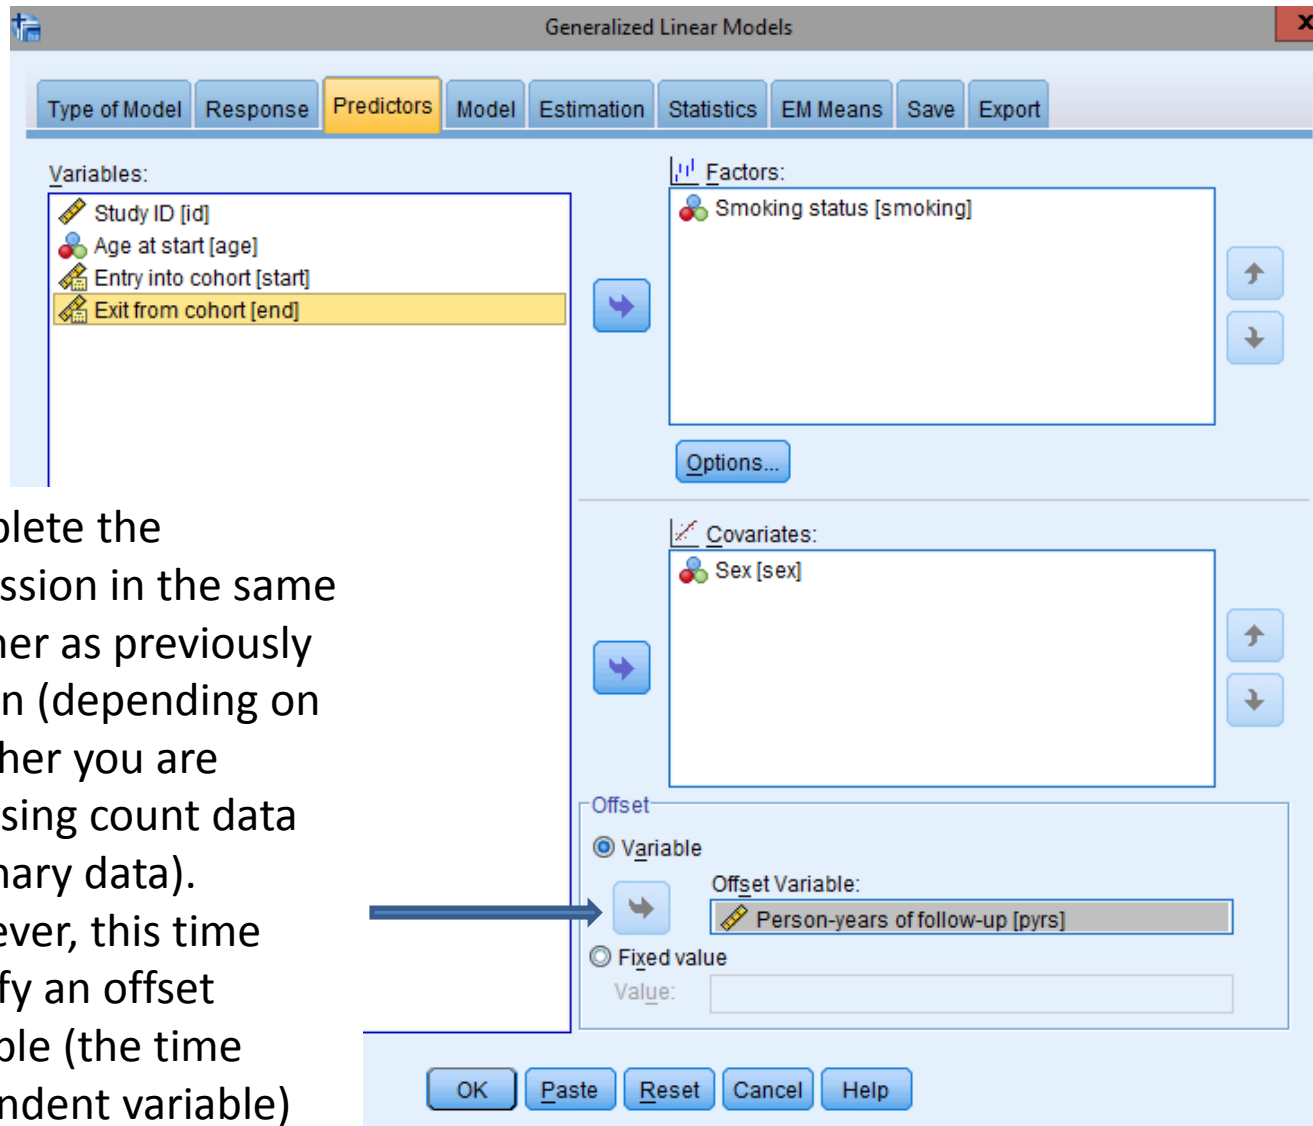 Generalized Linear Models
x
Type of Model Response Predictors Model Estimation Statistics EM Means Save Export
Variables:
Study ID [id]
Age at start [age]
Entry into cohort [start]
Exit from cohort [end]
Factors:
Smoking status [smoking]
Options...
Covariates:
Sex [sex]
Offset
Variable
Offset Variable:
Person-years of follow-up [pyrs]
Fixed value
Value:
OK Paste Reset Cancel Help
plete the
ssion in the same
ner as previously
n (depending on
her you are
sing count data
nary data).
ever, this time
fy an offset
ble (the time
ndent variable)